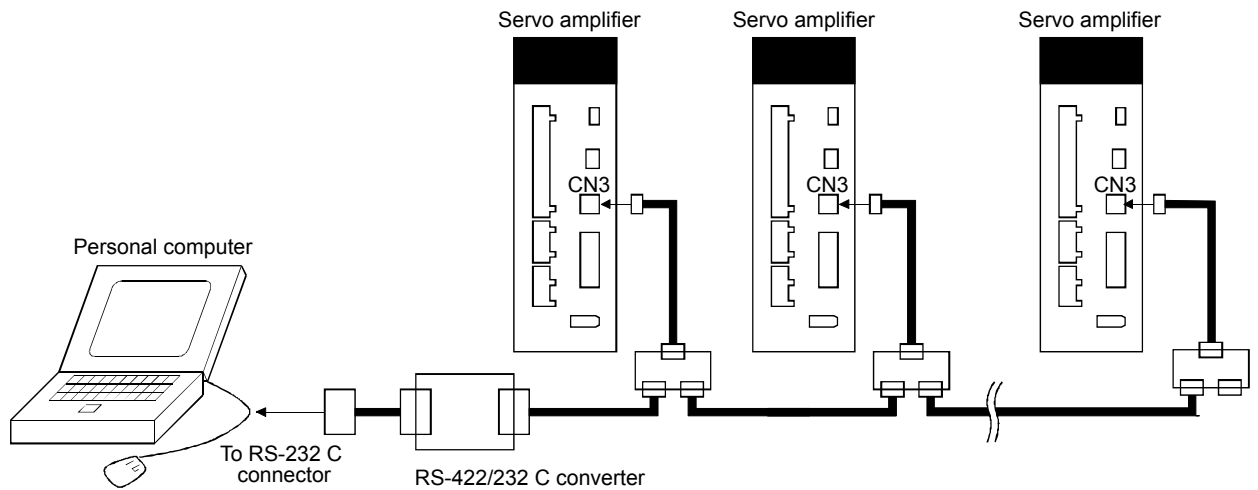 Servo amplifier
Servo amplifier
Servo amplifier
CN3
CN3
CN3
Personal computer
To RS-232 C
connector
RS-422/232 C converter